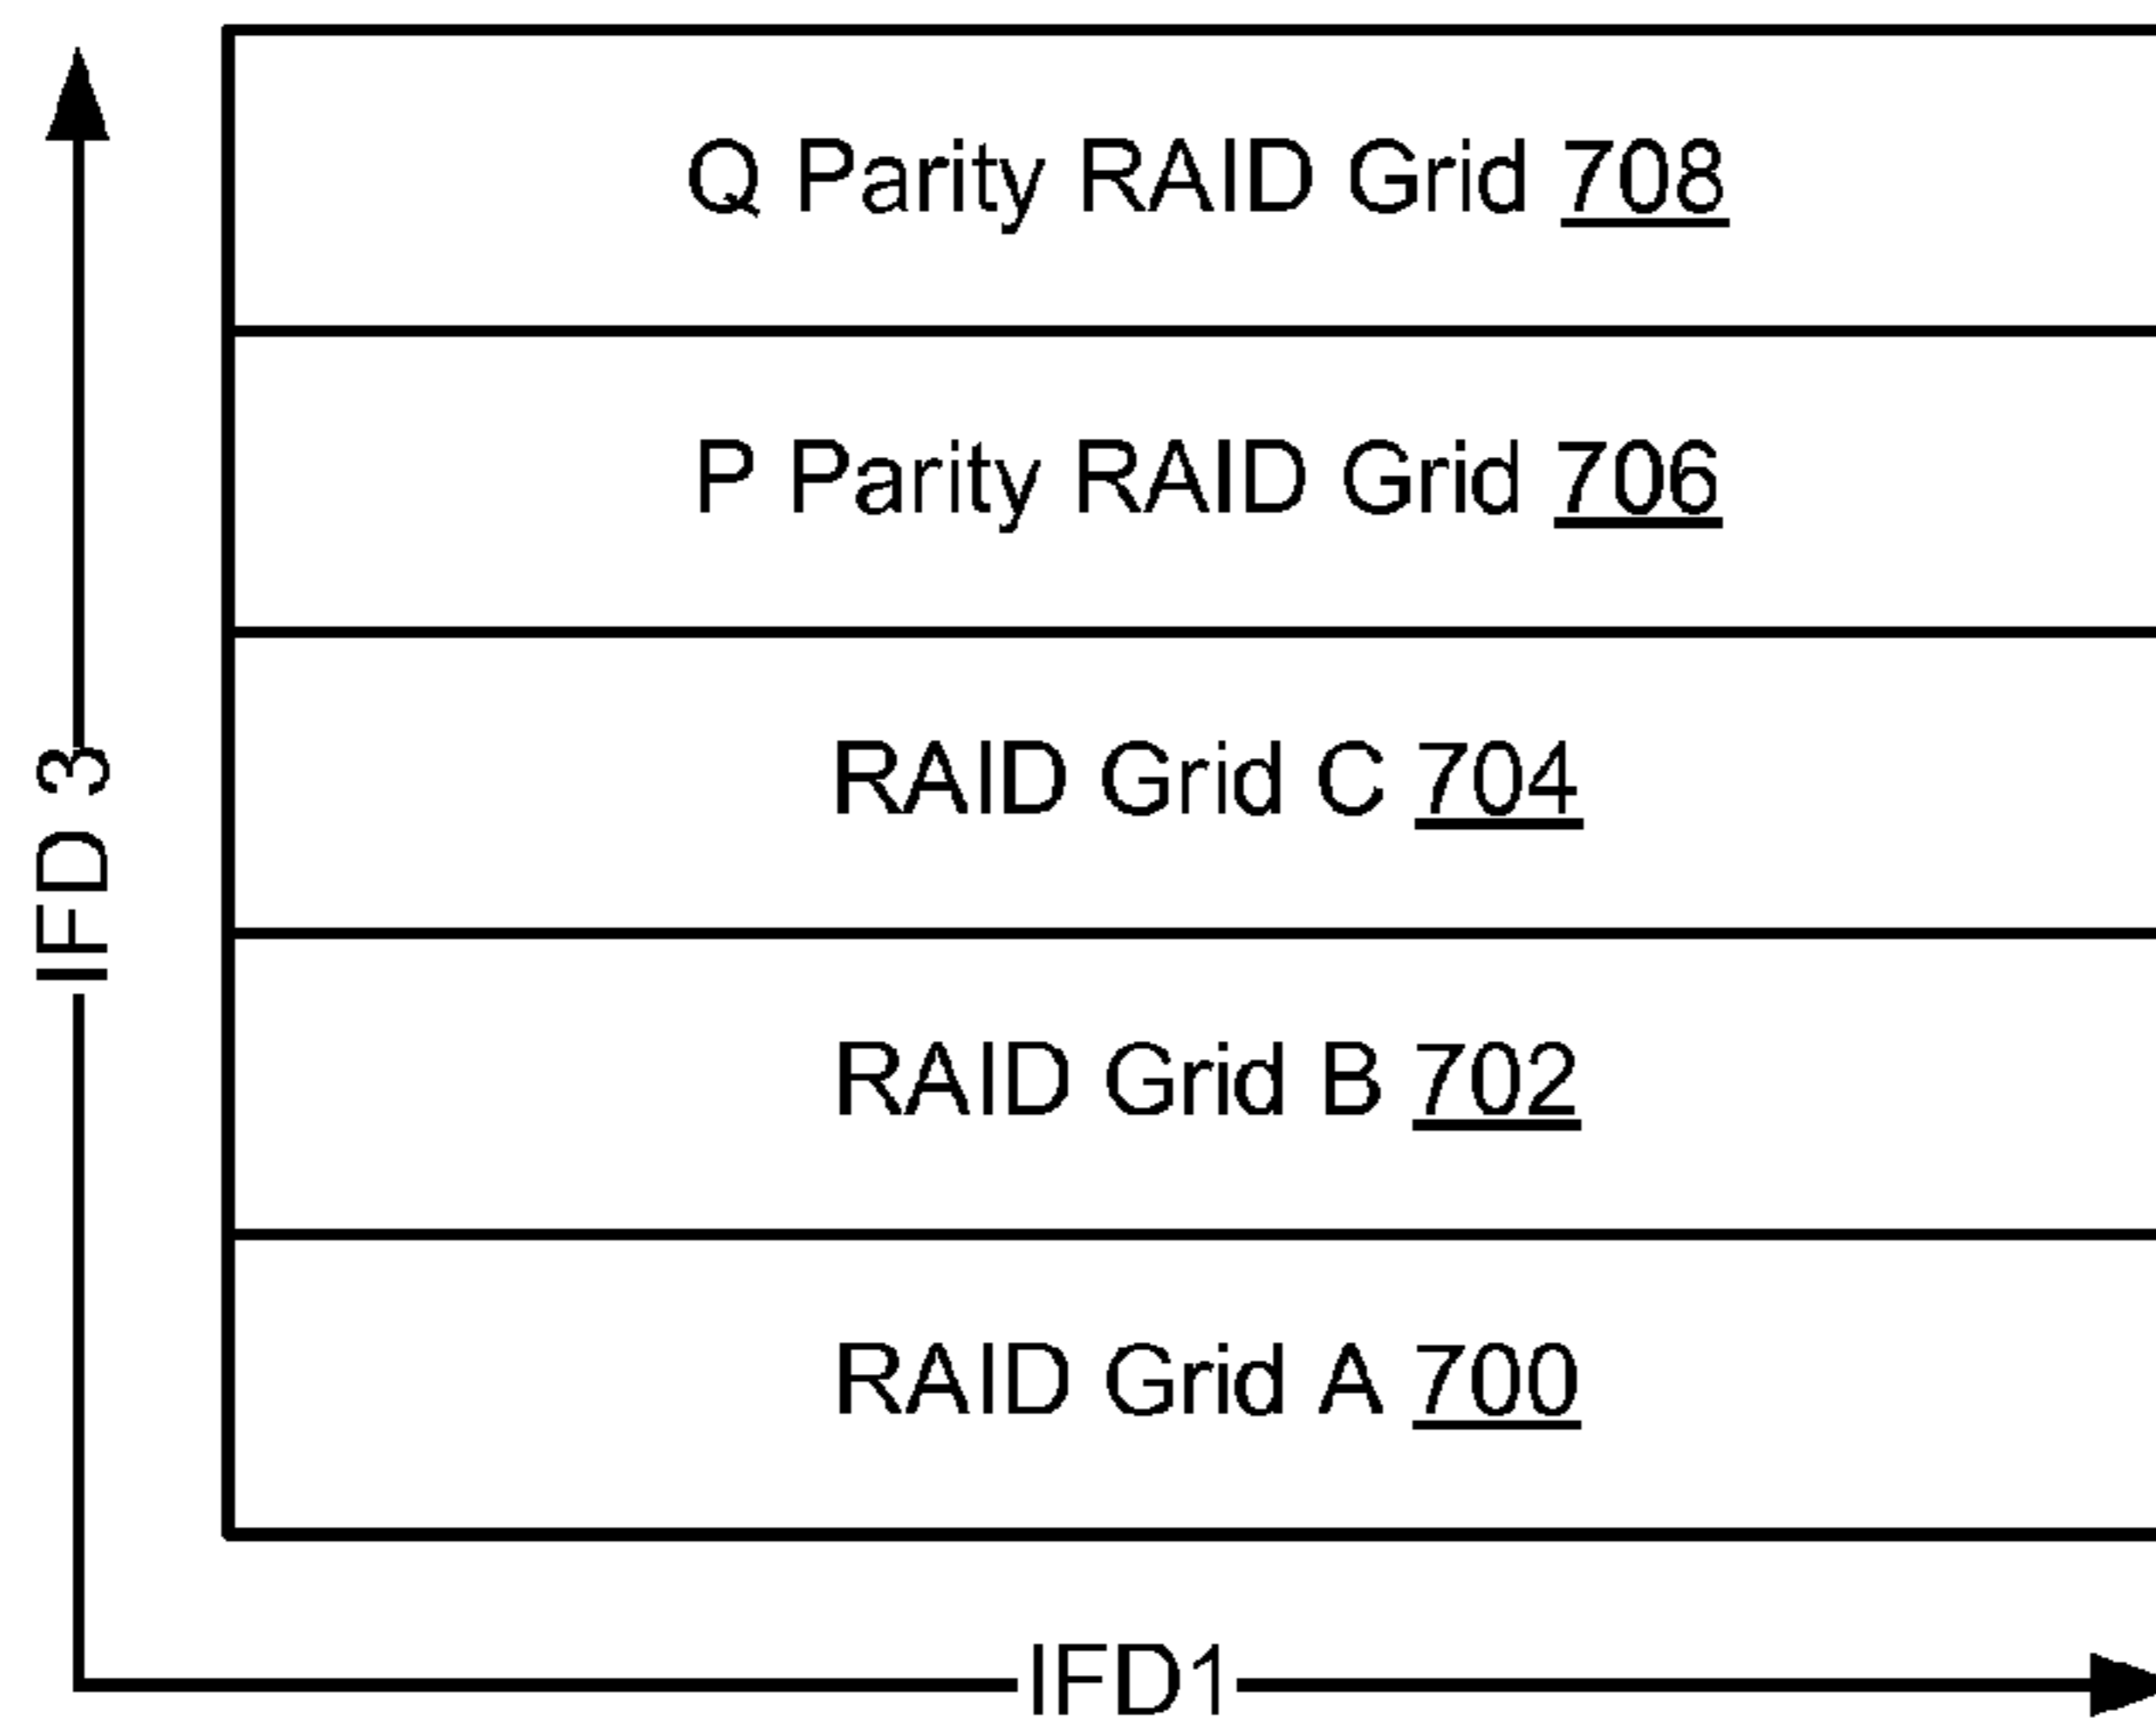 Q Parity RAID Grid 708
P Parity RAID Grid 706
RAID Grid C 704
IFD 3
RAID Grid B 702
RAID Grid A 700
IFD1